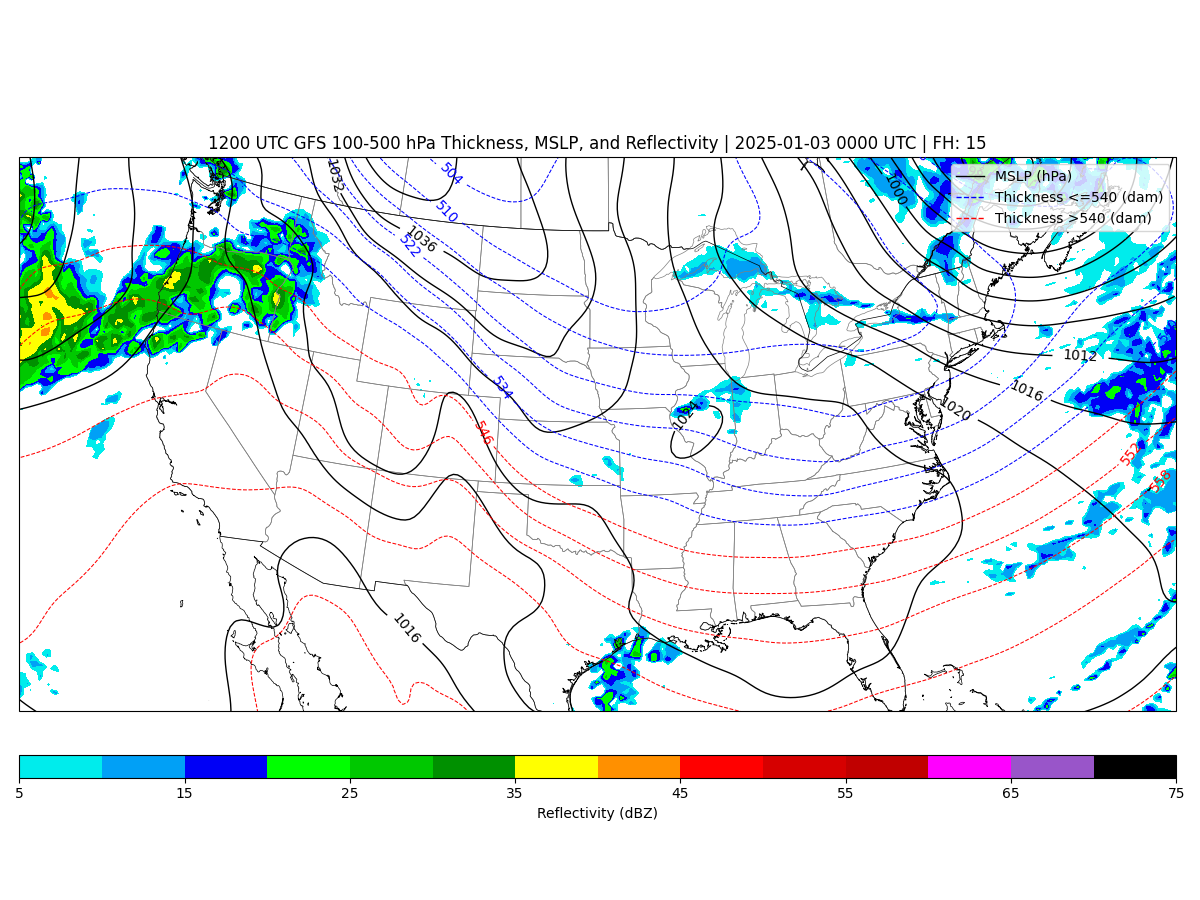 1200 UTC GFS 100-500 hPa Thickness, MSLP, and Reflectivity | 2025-01-03 0000 UTC | FH: 15
MSLP (hPa)
Thickness <=540 (dam)
Thickness >540 (dam)
1032
504
1000
510
1036
522
1012
534
1016
1020
1024
546
552
558
1016
5 15 25 35 45 55 65 75
Reflectivity (dBZ)